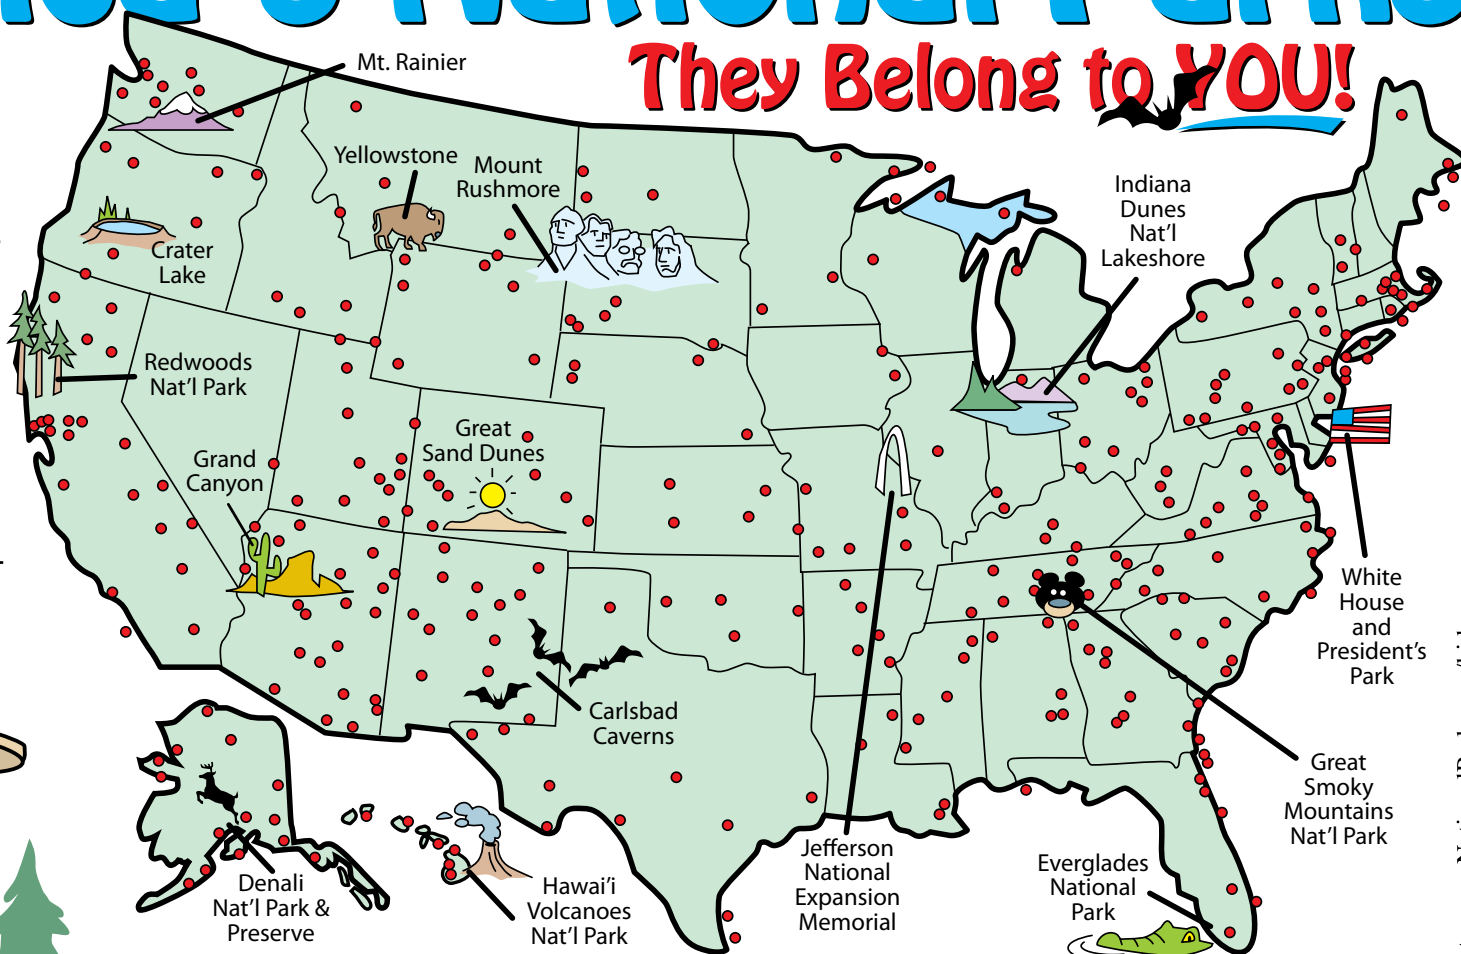 They Belong to YOU!
Mt. Rainier
Yellowstone
Mount
Rushmore
Indiana
Dunes
Nat'l
Lakeshore
Crater
Lake
Redwoods
Nat'l Park
Great
Sand Dunes
Grand
Canyon
White
House
and
President's
Park
Carlsbad
Caverns
Great
Smoky
Mountains
Nat'l Park
Jefferson
National
Expansion
Memorial
Everglades
National
Park
Denali
Nat'l Park &
Preserve
Hawai'i
Volcanoes
Nat'l Park